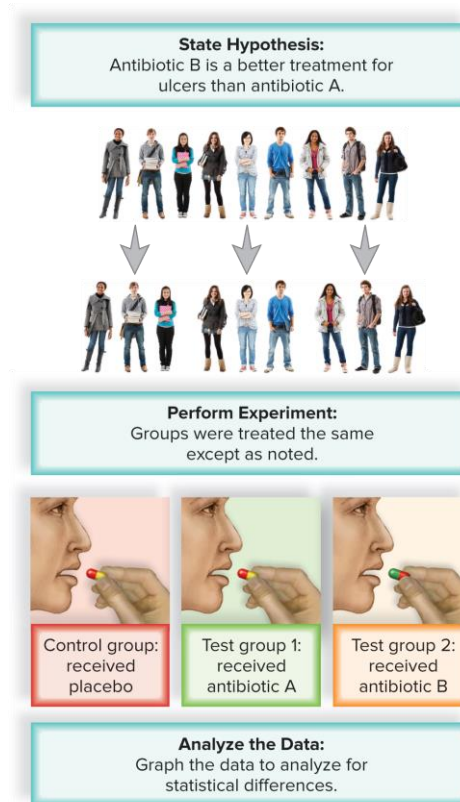 State Hypothesis:
Antibiotic B is a better treatment for
ulcers than antibiotic A.
Perform Experiment:
Groups were treated the same
except as noted.
Control group:
received
placebo
Test group 1:
received
antibiotic A
Test group 2:
received
antibiotic B
Analyze the Data:
Graph the data to analyze for
statistical differences.